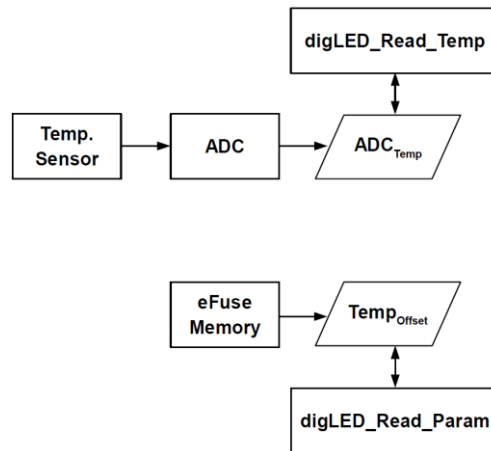 digLED_Read_Temp
Temp.
Sensor
ADC
ADCTemp
eFuse
Memory
TempOffset
digLED_Read_Param